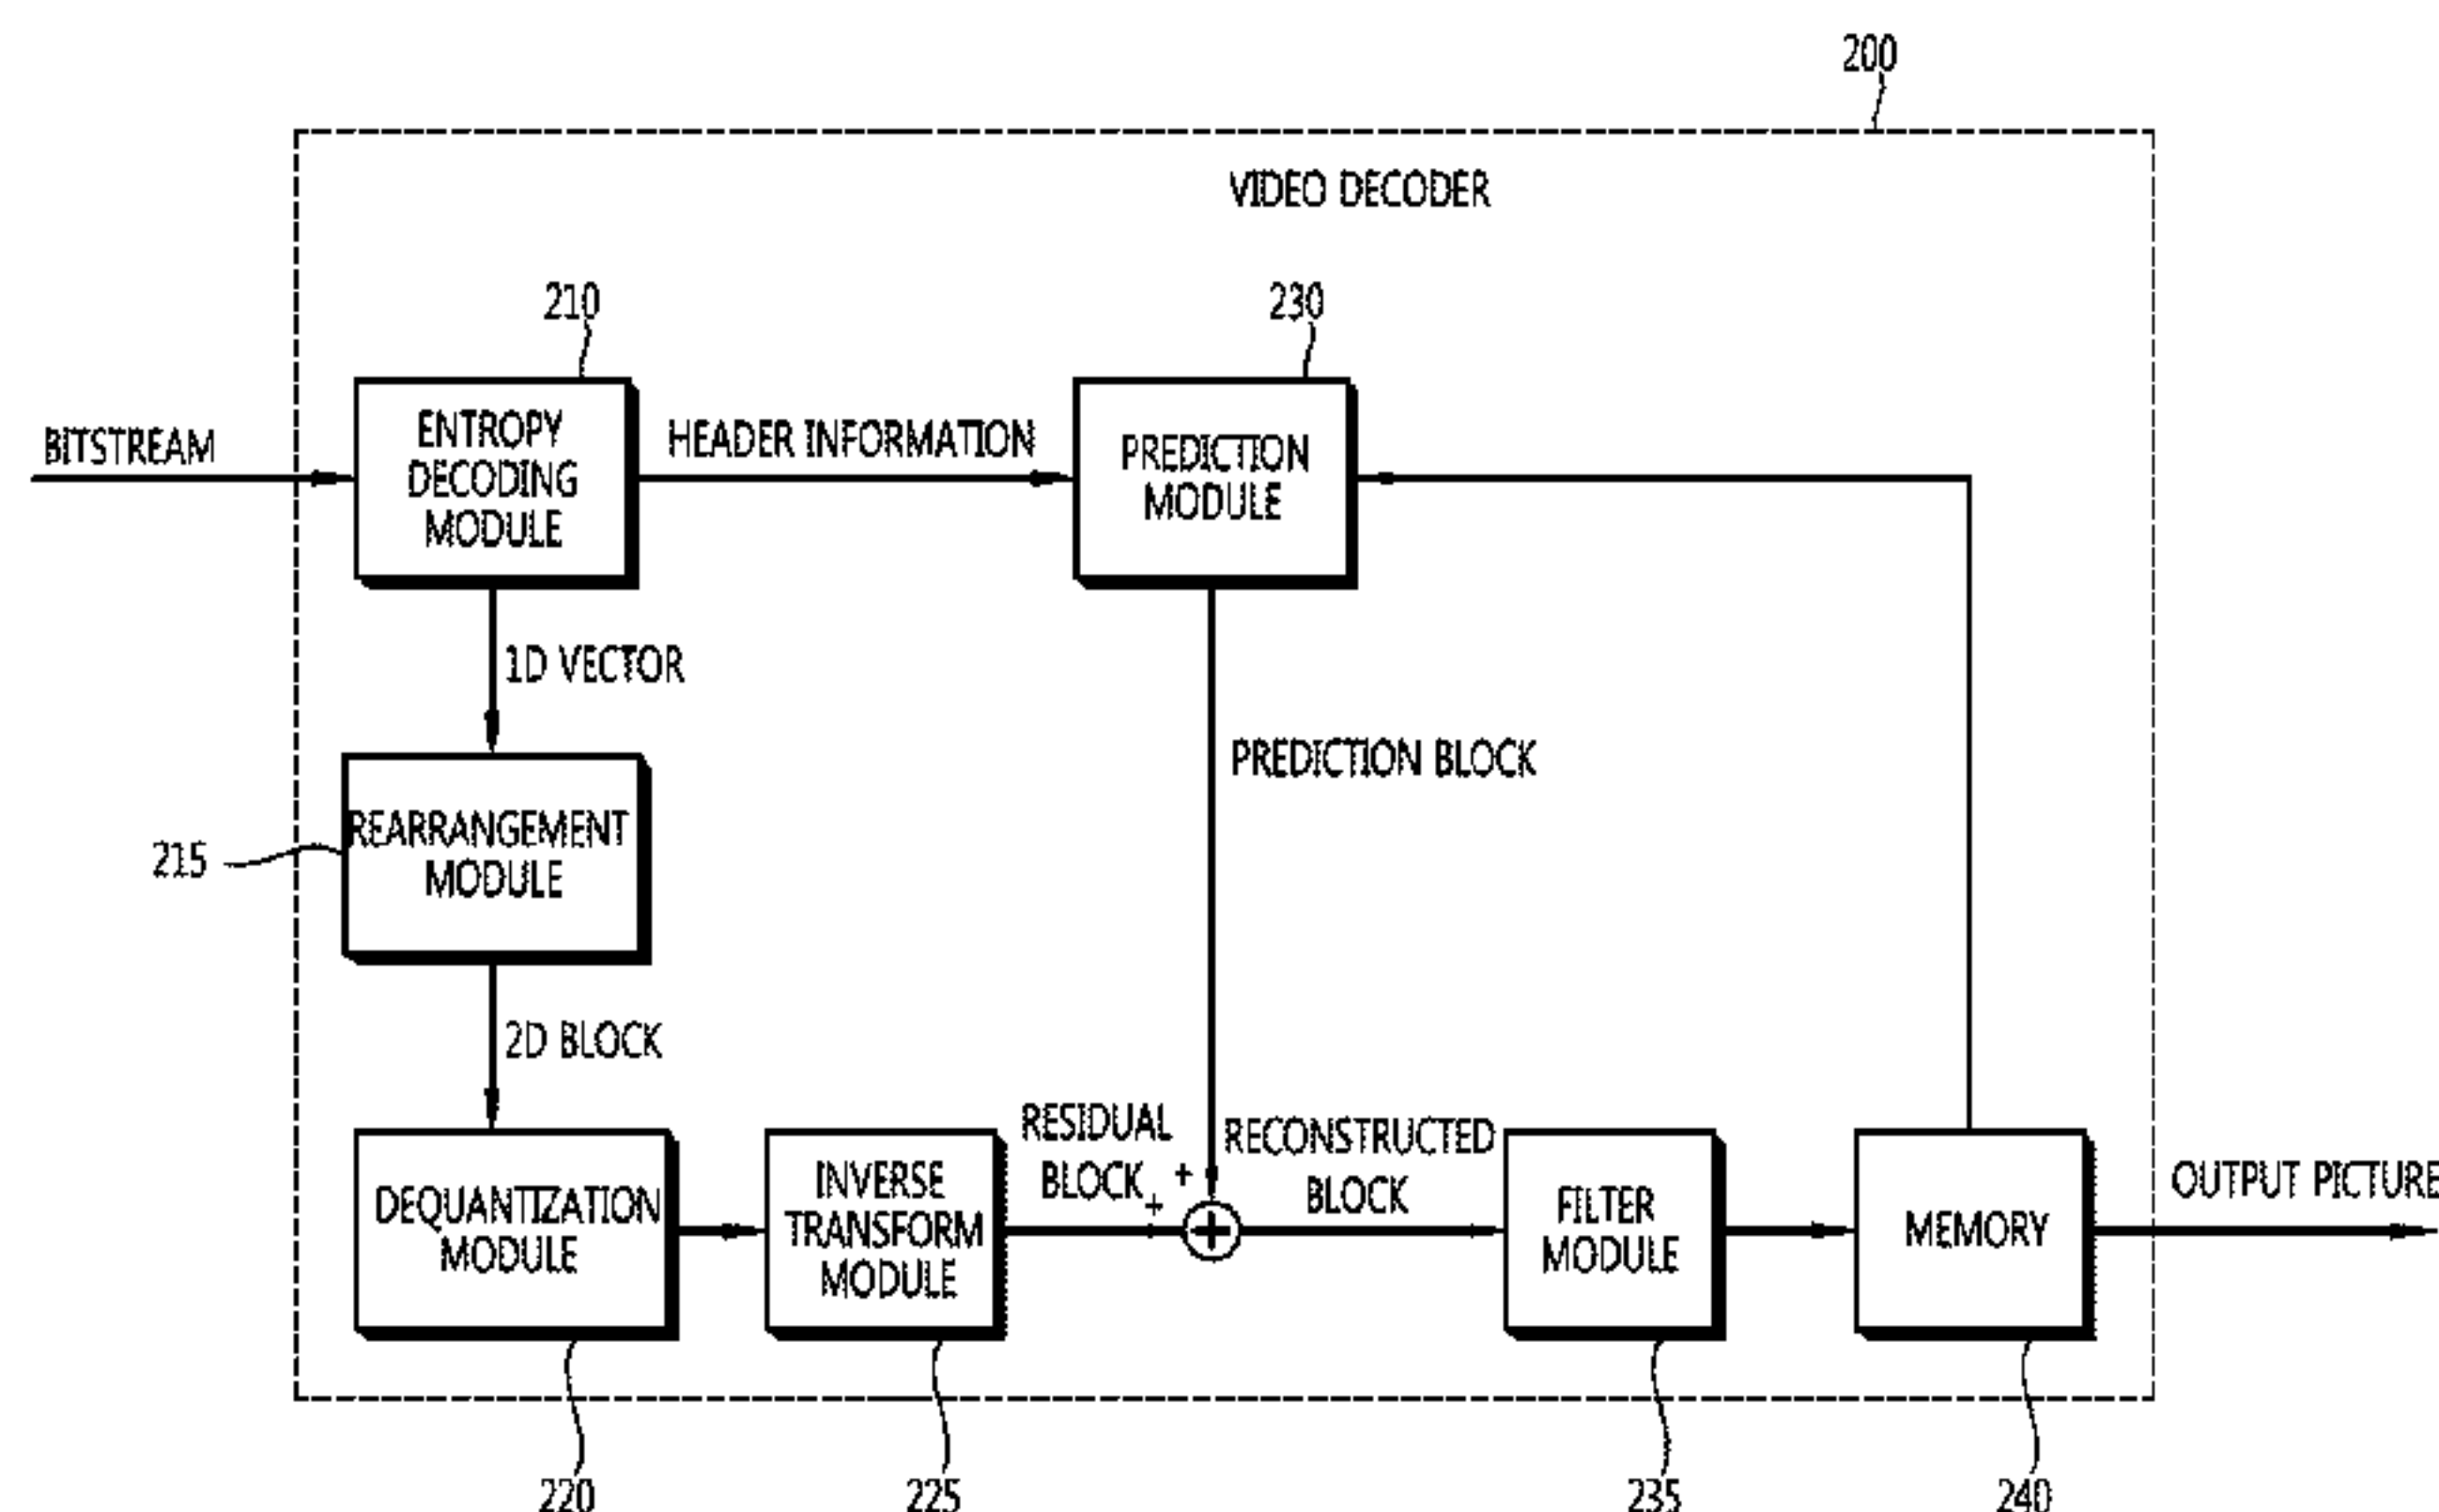 200
VIDEO DECODER
210
230
BITSTREAM
ENTROPY
DECODING
MODULE
HEADER INFORMATION
PREDICTION
MODULE
1D VECTOR
PREDICTION BLOCK
215
REARRANGEMENT
MODULE
2D BLOCK
DEQUANTIZATION
MODULE
INVERSE
TRANSFORM
MODULE
RESIDUAL
BLOCK
+
+
+
RECONSTRUCTED
BLOCK
FILTER
MODULE
MEMORY
OUTPUT PICTURE
220
225
235
240